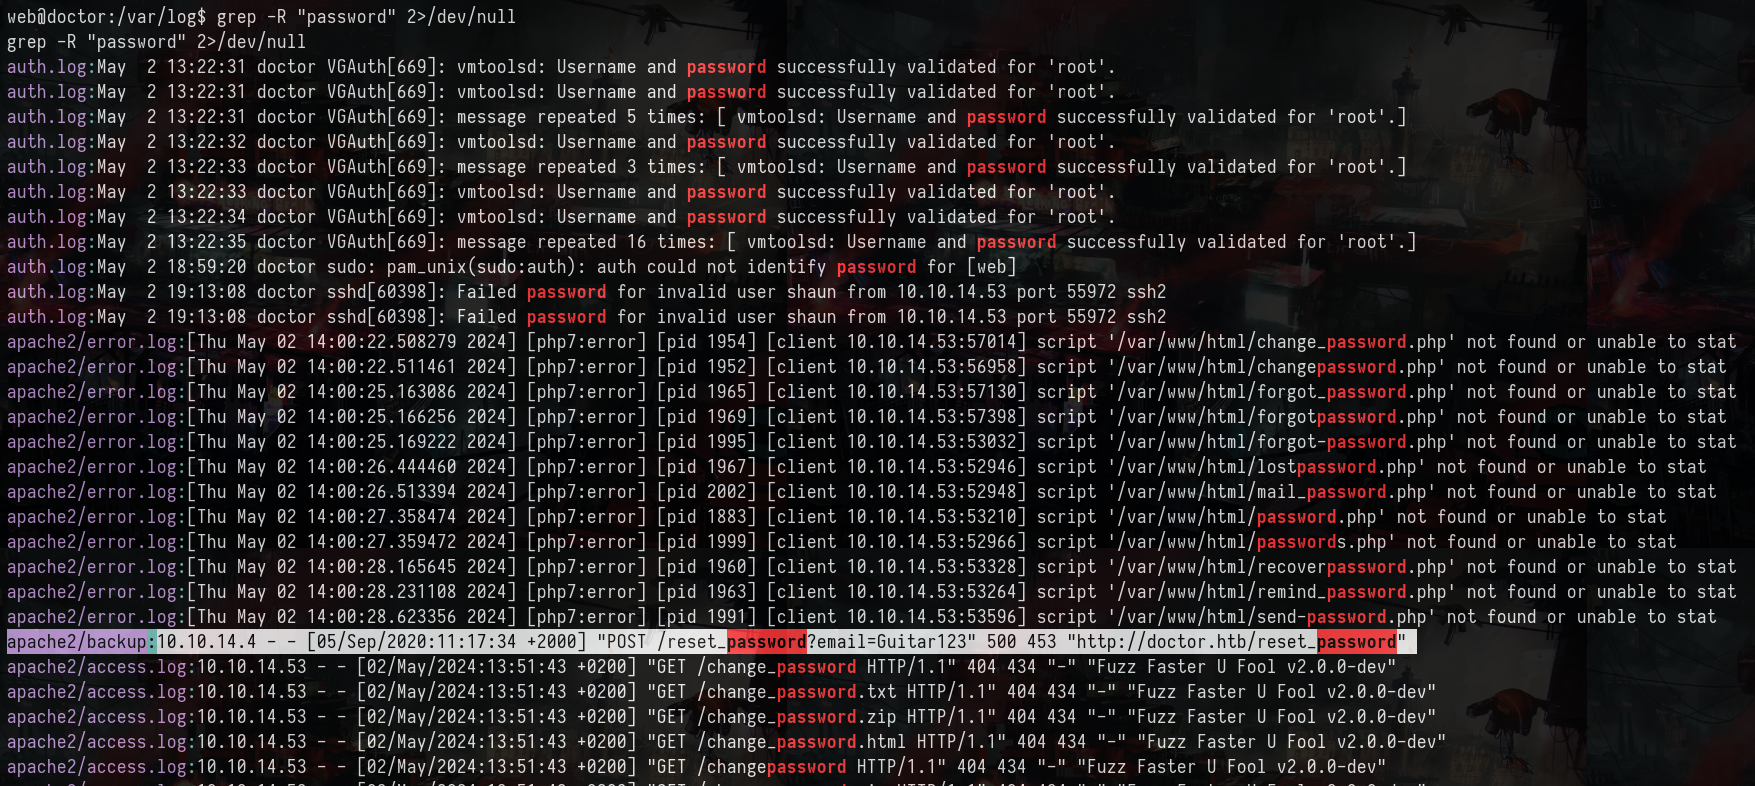 web@doctor:/var/log$ grep -R "password" 2>/dev/null
grep -R "password" 2>/dev/null
auth.log:May  2 13:22:31 doctor VGAuth[669]: vmtoolsd: Username and password successfully validated for 'root'.
auth.log:May  2 13:22:31 doctor VGAuth[669]: vmtoolsd: Username and password successfully validated for 'root'.
auth.log:May  2 13:22:31 doctor VGAuth[669]: message repeated 5 times: [ vmtoolsd: Username and password successfully validated for 'root'.]
auth.log:May  2 13:22:32 doctor VGAuth[669]: vmtoolsd: Username and password successfully validated for 'root'.
auth.log:May  2 13:22:33 doctor VGAuth[669]: message repeated 3 times: [ vmtoolsd: Username and password successfully validated for 'root'.]
auth.log:May  2 13:22:33 doctor VGAuth[669]: vmtoolsd: Username and password successfully validated for 'root'.
auth.log:May  2 13:22:34 doctor VGAuth[669]: vmtoolsd: Username and password successfully validated for 'root'.
auth.log:May  2 13:22:35 doctor VGAuth[669]: message repeated 16 times: [ vmtoolsd: Username and password successfully validated for 'root'.]
auth.log:May  2 18:59:20 doctor sudo: pam_unix(sudo:auth): auth could not identify password for [web]
auth.log:May  2 19:13:08 doctor sshd[60398]: Failed password for invalid user shaun from 10.10.14.53 port 55972 ssh2
auth.log:May  2 19:13:08 doctor sshd[60398]: Failed password for invalid user shaun from 10.10.14.53 port 55972 ssh2
apache2/error.log:[Thu May 02 14:00:22.508279 2024] [php7:error] [pid 1954] [client 10.10.14.53:57014] script '/var/www/html/change_password.php' not found or unable to stat
apache2/error.log:[Thu May 02 14:00:22.511461 2024] [php7:error] [pid 1952] [client 10.10.14.53:56958] script '/var/www/html/changepassword.php' not found or unable to stat
apache2/error.log:[Thu May 02 14:00:25.163086 2024] [php7:error] [pid 1965] [client 10.10.14.53:57130] script '/var/www/html/forgot_password.php' not found or unable to stat
apache2/error.log:[Thu May 02 14:00:25.166256 2024] [php7:error] [pid 1969] [client 10.10.14.53:57398] script '/var/www/html/forgotpassword.php' not found or unable to stat
apache2/error.log:[Thu May 02 14:00:25.169222 2024] [php7:error] [pid 1995] [client 10.10.14.53:53032] script '/var/www/html/forgot-password.php' not found or unable to stat
apache2/error.log:[Thu May 02 14:00:26.444460 2024] [php7:error] [pid 1967] [client 10.10.14.53:52946] script '/var/www/html/lostpassword.php' not found or unable to stat
apache2/error.log:[Thu May 02 14:00:26.513394 2024] [php7:error] [pid 2002] [client 10.10.14.53:52948] script '/var/www/html/mail_password.php' not found or unable to stat
apache2/error.log:[Thu May 02 14:00:27.358474 2024] [php7:error] [pid 1883] [client 10.10.14.53:53210] script '/var/www/html/password.php' not found or unable to stat
apache2/error.log:[Thu May 02 14:00:27.359472 2024] [php7:error] [pid 1999] [client 10.10.14.53:52966] script '/var/www/html/passwords.php' not found or unable to stat
apache2/error.log:[Thu May 02 14:00:28.165645 2024] [php7:error] [pid 1960] [client 10.10.14.53:53328] script '/var/www/html/recoverpassword.php' not found or unable to stat
apache2/error.log:[Thu May 02 14:00:28.231108 2024] [php7:error] [pid 1963] [client 10.10.14.53:53264] script '/var/www/html/remind_password.php' not found or unable to stat
apache2/error.log:[Thu May 02 14:00:28.623356 2024] [php7:error] [pid 1991] [client 10.10.14.53:53596] script '/var/www/html/send-password.php' not found or unable to stat
apache2/backup:10.10.14.4 - - [05/Sep/2020:11:17:34 +2000] "POST /reset_password?email=Guitar123" 500 453 "http://doctor.htb/reset_password"
apache2/access.log:10.10.14.53 - - [02/May/2024:13:51:43 +0200] "GET /change_password HTTP/1.1" 404 434 "-" "Fuzz Faster U Fool v2.0.0-dev"
apache2/access.log:10.10.14.53 - - [02/May/2024:13:51:43 +0200] "GET /change_password.txt HTTP/1.1" 404 434 "-" "Fuzz Faster U Fool v2.0.0-dev"
apache2/access.log:10.10.14.53 - - [02/May/2024:13:51:43 +0200] "GET /change_password.zip HTTP/1.1" 404 434 "-" "Fuzz Faster U Fool v2.0.0-dev"
apache2/access.log:10.10.14.53 - - [02/May/2024:13:51:43 +0200] "GET /change_password.html HTTP/1.1" 404 434 "-" "Fuzz Faster U Fool v2.0.0-dev"
apache2/access.log:10.10.14.53 - - [02/May/2024:13:51:43 +0200] "GET /changepassword HTTP/1.1" 404 434 "-" "Fuzz Faster U Fool v2.0.0-dev"